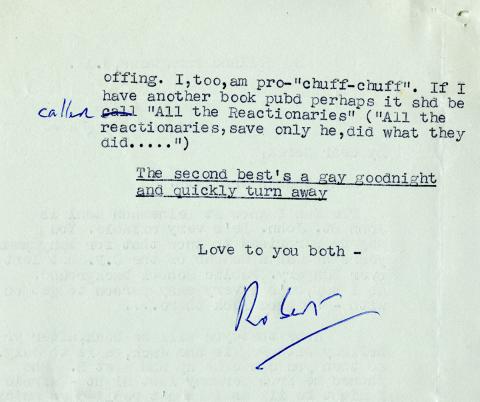 offing. I,too,am pro-"chuff-chuff". If I
have another book pubd perhaps it shd be
called call "All the Reactionaries" ("All the
reactionaries,save only he,did what they
did.....")
The second best's a gay goodnight
and quickly turn away
Love to you both -
Robert